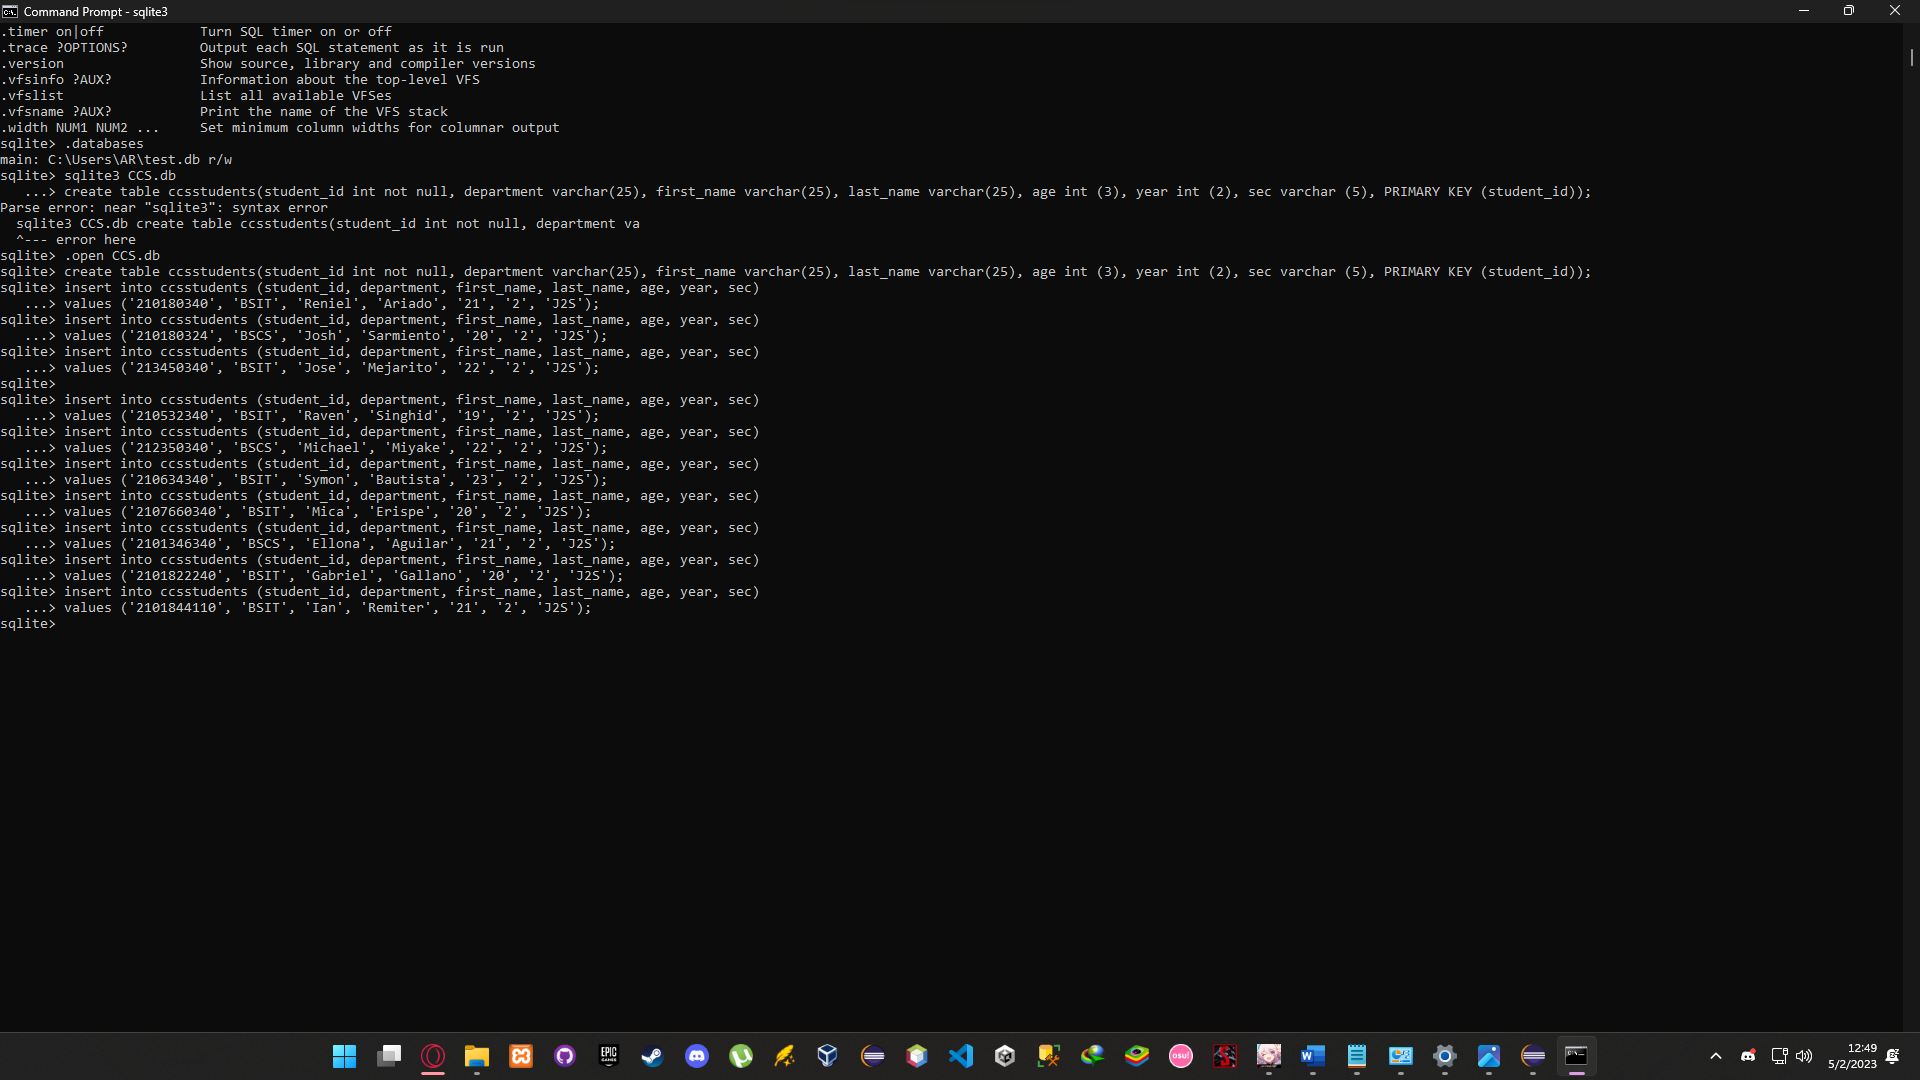 Command Prompt - sqlite3
.timer on|off            Turn SQL timer on or off
.trace ?OPTIONS?         Output each SQL statement as it is run
.version                 Show source, library and compiler versions
.vfsinfo ?AUX?           Information about the top-level VFS
.vfslist                 List all available VFSes
.vfsname ?AUX?           Print the name of the VFS stack
.width NUM1 NUM2 ...     Set minimum column widths for columnar output
sqlite> .databases
main: C:\Users\AR\test.db r/w
sqlite> sqlite3 CCS.db
   ...> create table ccsstudents(student_id int not null, department varchar(25), first_name varchar(25), last_name varchar(25), age int (3), year int (2), sec varchar (5), PRIMARY KEY (student_id));
Parse error: near "sqlite3": syntax error
  sqlite3 CCS.db create table ccsstudents(student_id int not null, department va
  ^--- error here
sqlite> .open CCS.db
sqlite> create table ccsstudents(student_id int not null, department varchar(25), first_name varchar(25), last_name varchar(25), age int (3), year int (2), sec varchar (5), PRIMARY KEY (student_id));
sqlite> insert into ccsstudents (student_id, department, first_name, last_name, age, year, sec)
   ...> values ('210180340', 'BSIT', 'Reniel', 'Ariado', '21', '2', 'J2S');
sqlite> insert into ccsstudents (student_id, department, first_name, last_name, age, year, sec)
   ...> values ('210180324', 'BSCS', 'Josh', 'Sarmiento', '20', '2', 'J2S');
sqlite> insert into ccsstudents (student_id, department, first_name, last_name, age, year, sec)
   ...> values ('213450340', 'BSIT', 'Jose', 'Mejarito', '22', '2', 'J2S');
sqlite>
sqlite> insert into ccsstudents (student_id, department, first_name, last_name, age, year, sec)
   ...> values ('210532340', 'BSIT', 'Raven', 'Singhid', '19', '2', 'J2S');
sqlite> insert into ccsstudents (student_id, department, first_name, last_name, age, year, sec)
   ...> values ('212350340', 'BSCS', 'Michael', 'Miyake', '22', '2', 'J2S');
sqlite> insert into ccsstudents (student_id, department, first_name, last_name, age, year, sec)
   ...> values ('210634340', 'BSIT', 'Symon', 'Bautista', '23', '2', 'J2S');
sqlite> insert into ccsstudents (student_id, department, first_name, last_name, age, year, sec)
   ...> values ('2107660340', 'BSIT', 'Mica', 'Erispe', '20', '2', 'J2S');
sqlite> insert into ccsstudents (student_id, department, first_name, last_name, age, year, sec)
   ...> values ('2101346340', 'BSCS', 'Ellona', 'Aguilar', '21', '2', 'J2S');
sqlite> insert into ccsstudents (student_id, department, first_name, last_name, age, year, sec)
   ...> values ('2101822240', 'BSIT', 'Gabriel', 'Gallano', '20', '2', 'J2S');
sqlite> insert into ccsstudents (student_id, department, first_name, last_name, age, year, sec)
   ...> values ('2101844110', 'BSIT', 'Ian', 'Remiter', '21', '2', 'J2S');
sqlite>
EPIC GAMES
osu!
12:49
5/2/2023